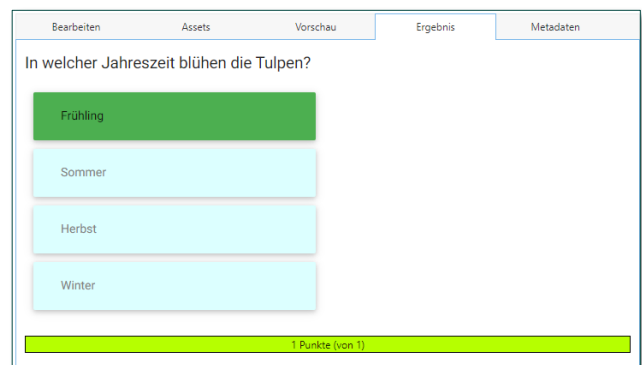 Bearbeiten Assets Vorschau Ergebnis Metadaten
In welcher Jahreszeit blühen die Tulpen?
Frühling
Sommer
Herbst
Winter
1 Punkte (von 1)